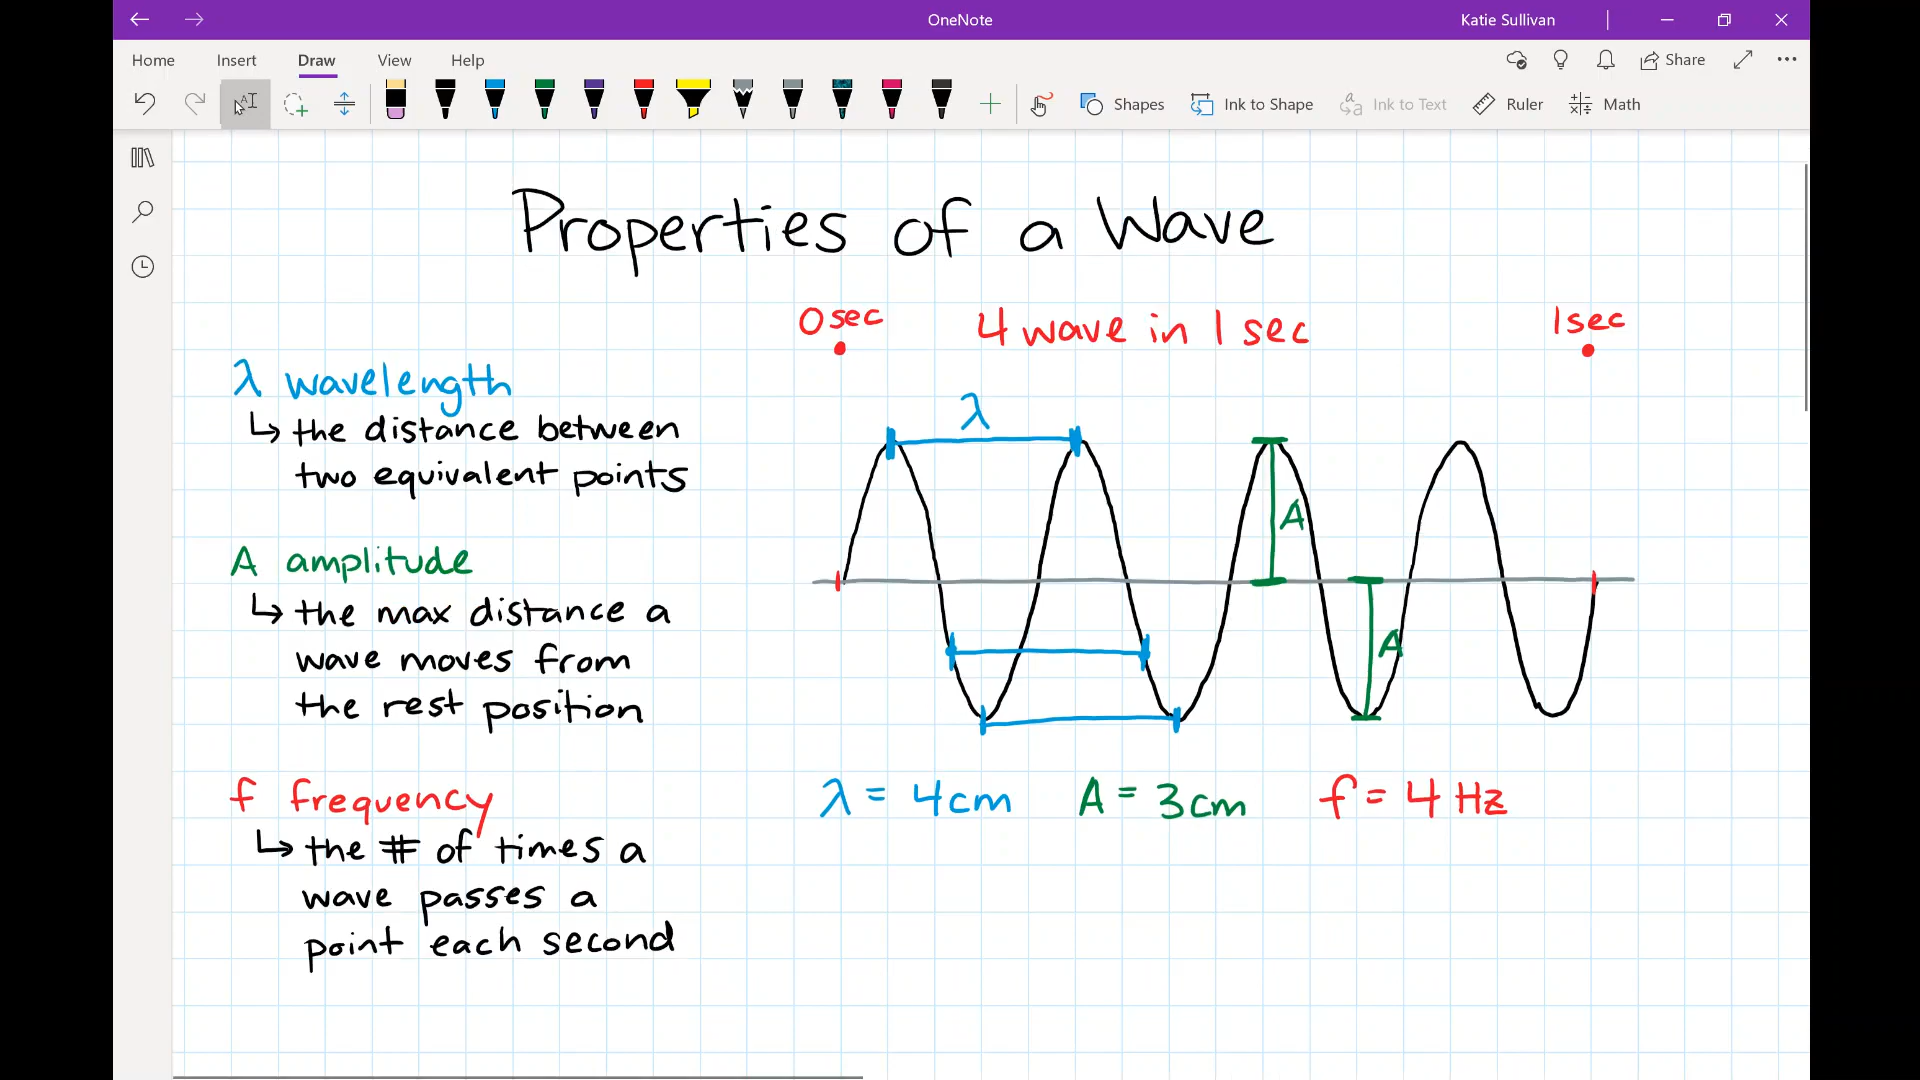 OneNote
Katie Sullivan
Home Insert Draw View Help
Share
Shapes Ink to Shape Ink to Text Ruler Math
Properties of a Wave
0 sec 4 wave in 1 sec 1 sec
λ wavelength
↳ the distance between
two equivalent points
A amplitude
↳ the max distance a
wave moves from
the rest position
f frequency
↳ the # of times a
wave passes a
point each second
λ
A
A
λ = 4cm A = 3cm f = 4 Hz